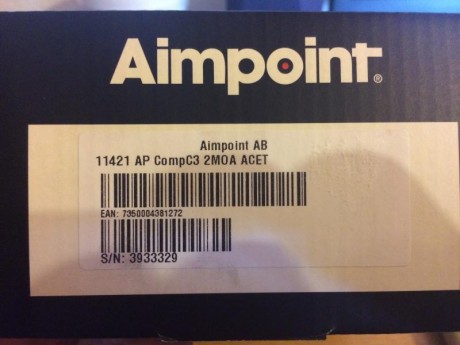 Aimpoint®
Aimpoint AB
11421 AP CompC3 2MOA ACET
EAN: 7350004381272
S/N: 3933329